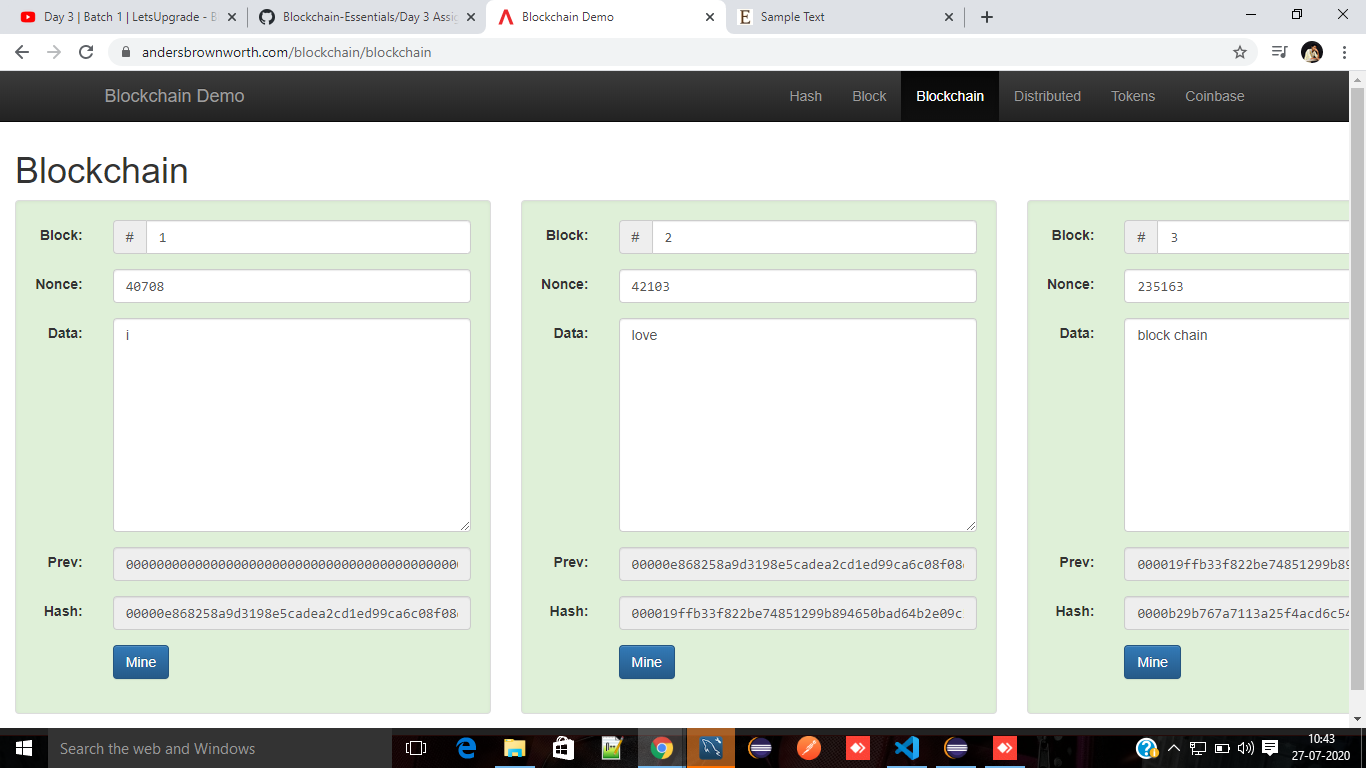 Day 3 | Batch 1 | LetsUpgrade - B
Blockchain-Essentials/Day 3 Assig
Blockchain Demo
Sample Text
andersbrownworth.com/blockchain/blockchain
Blockchain Demo
Hash
Block
Blockchain
Distributed
Tokens
Coinbase
Blockchain
Block: # 1
Nonce: 40708
Data: i
Prev: 
Hash: 00000e868258a9d3198e5cadea2cd1ed99ca6c08f08
Mine
Block: # 2
Nonce: 42103
Data: love
Prev: 00000e868258a9d3198e5cadea2cd1ed99ca6c08f08
Hash: 000019ffb33f822be74851299b894650bad64b2e09c
Mine
Block: # 3
Nonce: 235163
Data: block chain
Prev: 000019ffb33f822be74851299b89
Hash: 0000b29b767a7113a25f4acd6c54
Mine
Search the web and Windows
10:43
27-07-2020